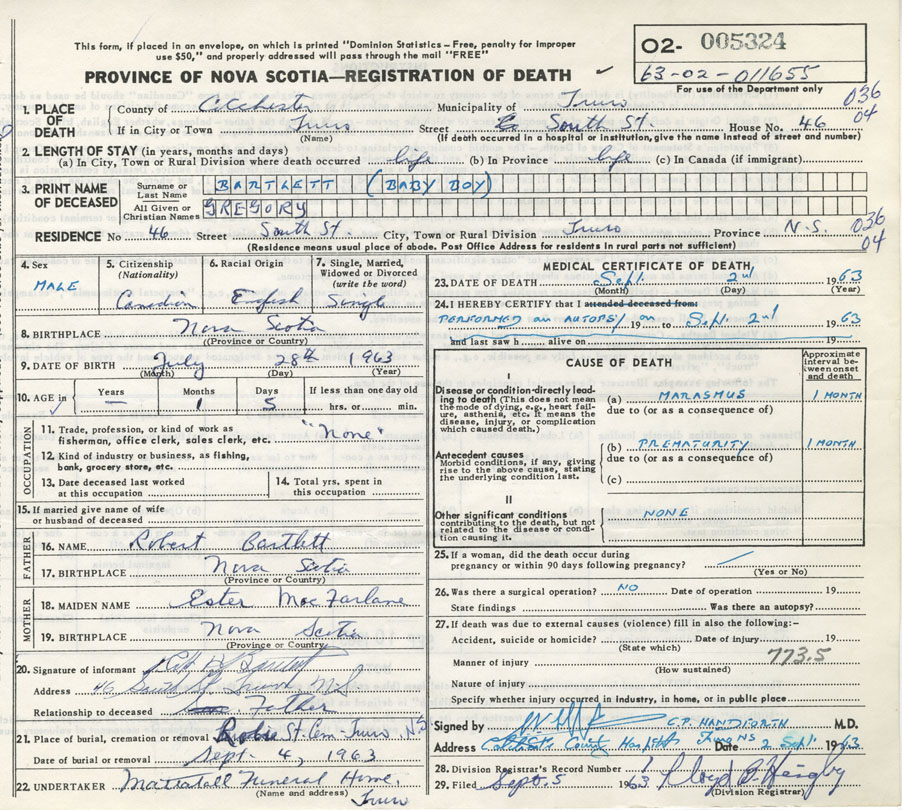 This form, if placed in an envelope, on which is printed "Dominion Statistics – Free, penalty for improper
use $50," and properly addressed will pass through the mail "FREE"
02- 005324
63-02-011655
For use of the Department only
PROVINCE OF NOVA SCOTIA—REGISTRATION OF DEATH
036
04
1. PLACE OF DEATH County of Colchester Municipality of Truro
If in City or Town Truro (Name) Street South St. House No. 46
(If death occurred in a hospital or institution, give the name instead of street and number)
2. LENGTH OF STAY (in years, months and days)
(a) In City, Town or Rural Division where death occurred life (b) In Province life (c) In Canada (if immigrant)
3. PRINT NAME OF DECEASED Surname or Last Name BARTLETT (BABY BOY)
All Given or Christian Names GREGORY
RESIDENCE No 46 Street South St. City, Town or Rural Division Truro Province N.S. 036 04
(Residence means usual place of abode. Post Office Address for residents in rural parts not sufficient)
4. Sex MALE
5. Citizenship (Nationality) Canadian
6. Racial Origin English
7. Single, Married, Widowed or Divorced (write the word) Single
8. BIRTHPLACE Nova Scotia
(Province or Country)
9. DATE OF BIRTH July 28th 1963
(Month) (Day) (Year)
10. AGE in Years – Months 1 Days 5 If less than one day old hrs. or min.
OCCUPATION
11. Trade, profession, or kind of work as fisherman, office clerk, sales clerk, etc. "None"
12. Kind of industry or business, as fishing, bank, grocery store, etc.
13. Date deceased last worked at this occupation
14. Total yrs. spent in this occupation
15. If married give name of wife or husband of deceased
FATHER
16. NAME Robert Bartlett
17. BIRTHPLACE Nova Scotia
(Province or Country)
MOTHER
18. MAIDEN NAME Ester MacFarlane
19. BIRTHPLACE Nova Scotia
(Province or Country)
20. Signature of informant
Address 46 South St. Truro N.S
Relationship to deceased Father
21. Place of burial, cremation or removal Robie St. Cem- Truro, N.S.
Date of burial or removal Sept. 4, 1963
22. UNDERTAKER Mattatall Funeral Home,
(Name and address) Truro
MEDICAL CERTIFICATE OF DEATH
23. DATE OF DEATH Sept. 2nd 1963
(Month) (Day) (Year)
24. I HEREBY CERTIFY that I attended deceased from:
PERFORMED an AUTOPSY on 19 to Sept. 2nd 1963
and last saw h alive on 19
CAUSE OF DEATH
Approximate interval between onset and death
I
Disease or condition directly leading to death (This does not mean the mode of dying, e.g., heart failure, asthenia, etc. It means the disease, injury, or complication which caused death.)
(a) MARASMUS 1 MONTH
due to (or as a consequence of)
Antecedent causes
Morbid conditions, if any, giving rise to the above cause, stating the underlying condition last.
(b) PREMATURITY 1 MONTH
due to (or as a consequence of)
(c)
II
Other significant conditions contributing to the death, but not related to the disease or condition causing it.
NONE
25. If a woman, did the death occur during pregnancy or within 90 days following pregnancy?
(Yes or No)
26. Was there a surgical operation? NO Date of operation 19
State findings Was there an autopsy?
27. If death was due to external causes (violence) fill in also the following:–
Accident, suicide or homicide? Date of injury 19
(State which)
773.5
Manner of injury
(How sustained)
Nature of injury
Specify whether injury occurred in industry, in home, or in public place
Signed by C.P. HANDFORTH M.D.
Address Colchester County Hospital Truro NS Date 2 Sept. 1963
28. Division Registrar's Record Number
29. Filed Sept. 5 1963
(Division Registrar)